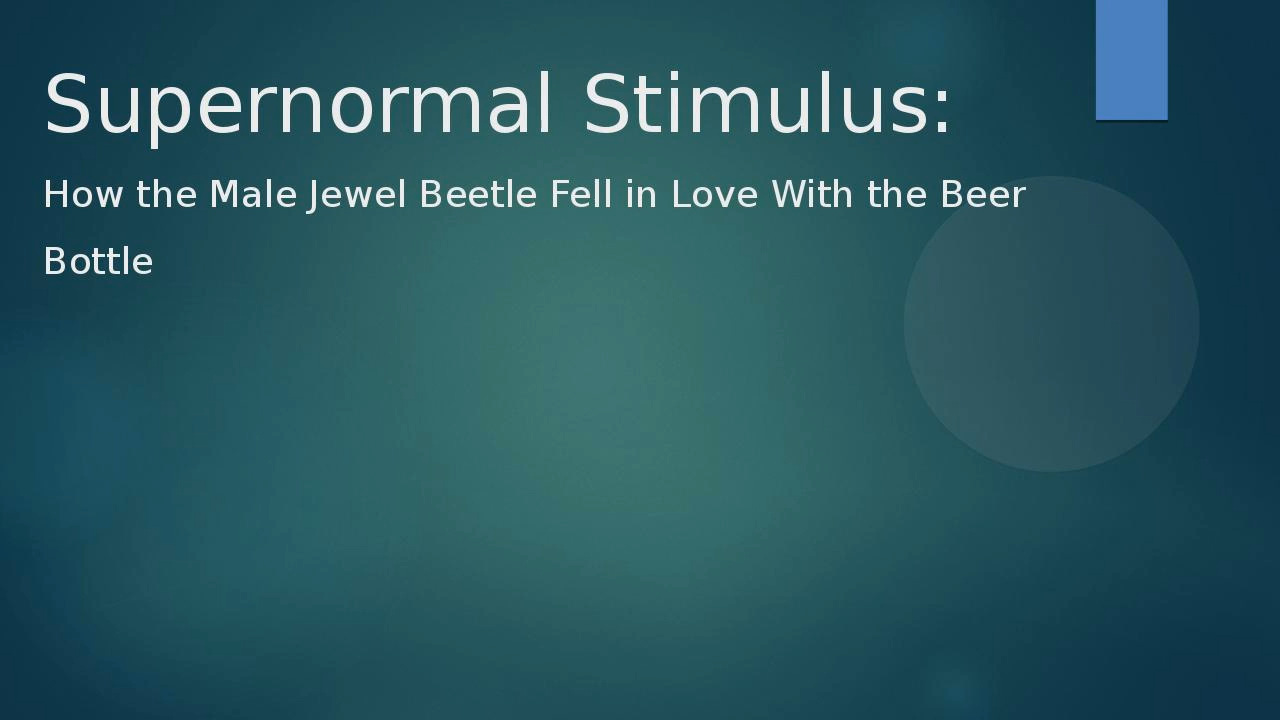 Supernormal Stimulus:
How the Male Jewel Beetle Fell in Love With the Beer
Bottle